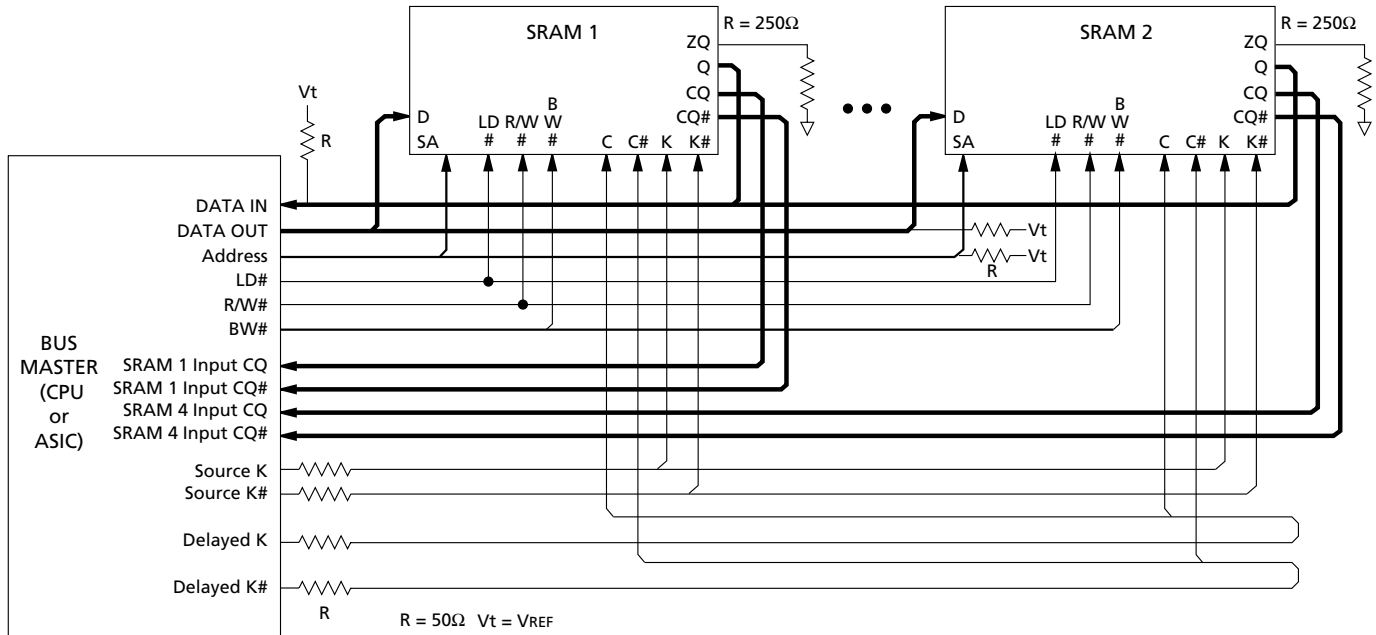 SRAM 1
R = 250Ω
ZQ
Q
CQ
CQ#
D
SA
LD
#
R/W
#
B
W
#
C
C#
K
K#
SRAM 2
R = 250Ω
ZQ
Q
CQ
CQ#
D
SA
LD
#
R/W
#
B
W
#
C
C#
K
K#
Vt
R
DATA IN
DATA OUT
Vt
Address
Vt
R
LD#
R/W#
BW#
BUS
MASTER
(CPU
or
ASIC)
SRAM 1 Input CQ
SRAM 1 Input CQ#
SRAM 4 Input CQ
SRAM 4 Input CQ#
Source K
Source K#
Delayed K
Delayed K#
R
R = 50Ω Vt = VREF